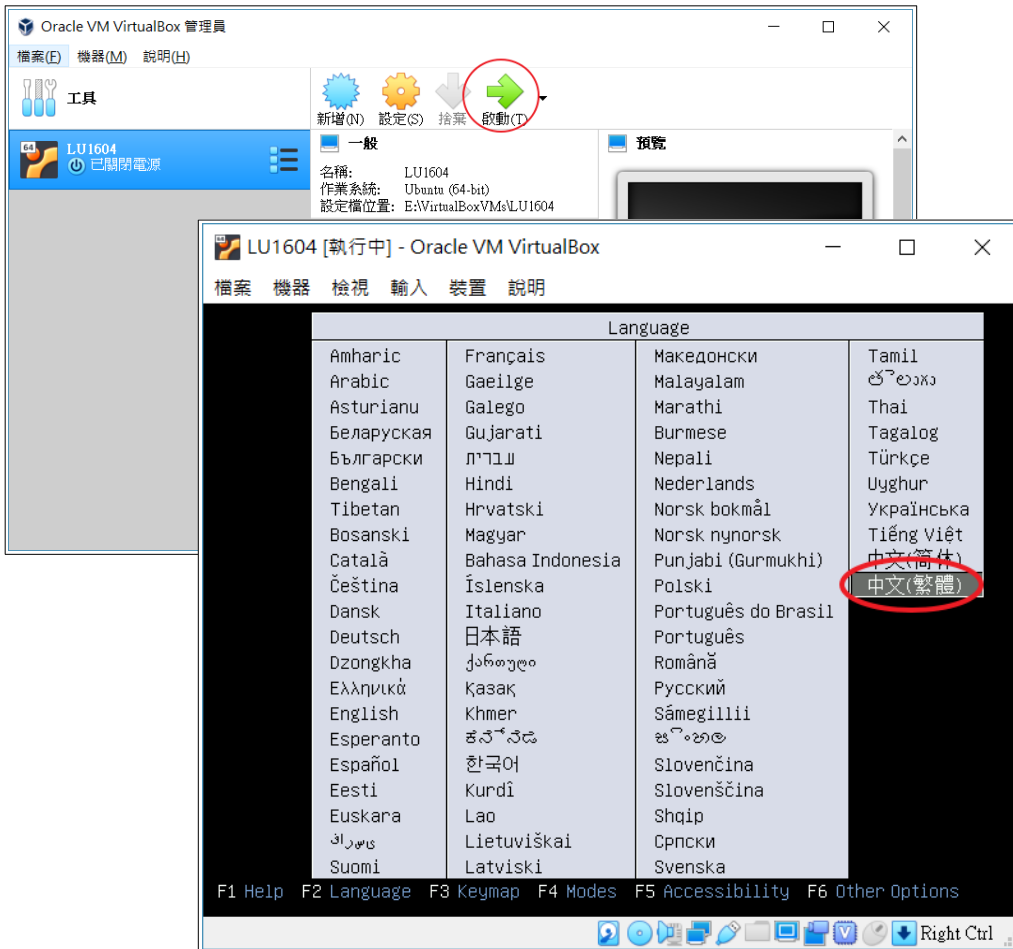 Oracle VM VirtualBox 管理員
檔案(F) 機器(M) 說明(H)
工具
新增(N) 設定(S) 捨棄 啟動(T)
64
LU1604
已關閉電源
一般
名稱: LU1604
作業系統: Ubuntu (64-bit)
設定檔位置: E:\VirtualBoxVMs\LU1604
預覽
LU1604 [執行中] - Oracle VM VirtualBox
檔案 機器 檢視 輸入 裝置 說明
Language
Amharic Français Македонски Tamil
Arabic Gaeilge Malayalam
Asturianu Galego Marathi Thai
Беларуская Gujarati Burmese Tagalog
Български עברית Nepali Türkçe
Bengali Hindi Nederlands Uyghur
Tibetan Hrvatski Norsk bokmål Українська
Bosanski Magyar Norsk nynorsk Tiếng Việt
Català Bahasa Indonesia Punjabi (Gurmukhi) 中文(简体)
Čeština Íslenska Polski 中文(繁體)
Dansk Italiano Português do Brasil
Deutsch 日本語 Português
Dzongkha ქართული Română
Ελληνικά Қазақ Русский
English Khmer Sámegillii
Esperanto
Español 한국어 Slovenčina
Eesti Kurdî Slovenščina
Euskara Lao Shqip
Lietuviškai Српски
Suomi Latviski Svenska
F1 Help F2 Language F3 Keymap F4 Modes F5 Accessibility F6 Other Options
Right Ctrl